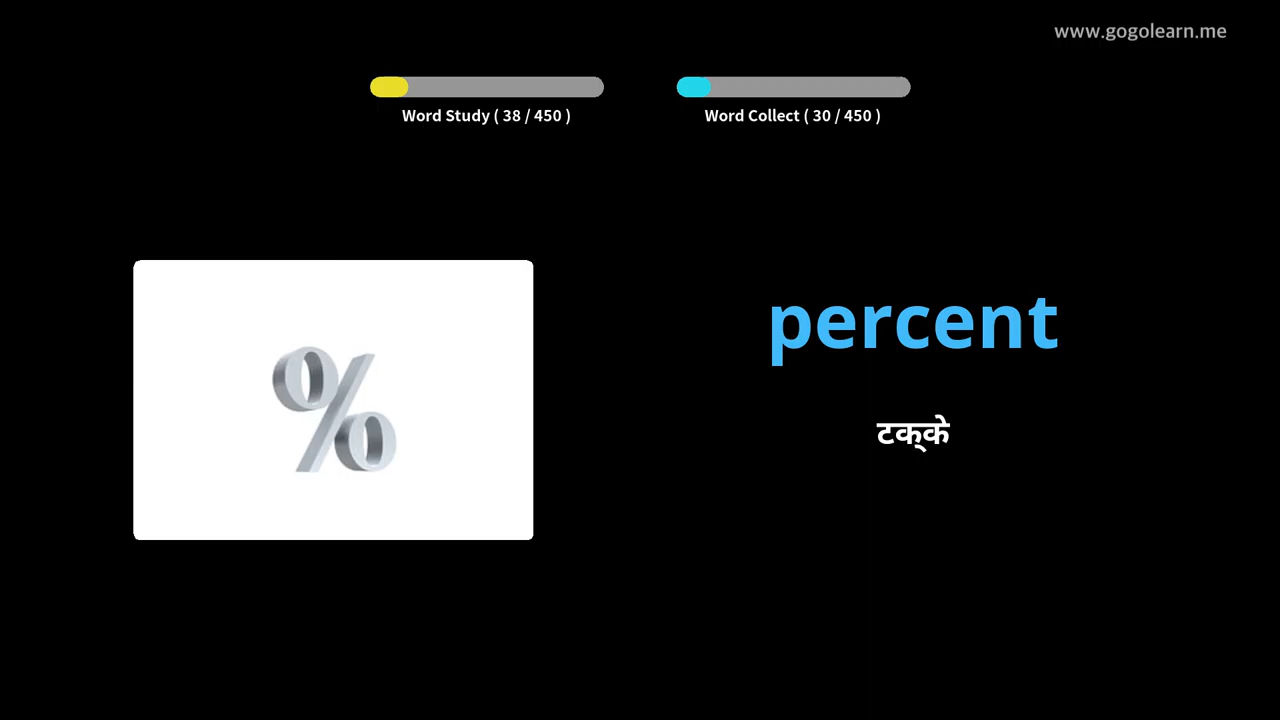 www.gogolearn.me
Word Study ( 38 / 450 )
Word Collect ( 30 / 450 )
%
percent
टक्के